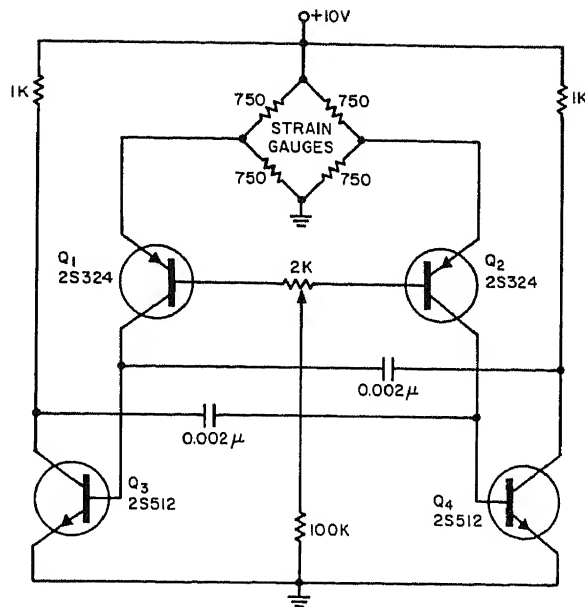 +10V
1K
750
750
1K
STRAIN
GAUGES
750
750
Q1
2S324
2K
Q2
2S324
0.002μ
0.002μ
Q3
2S512
Q4
2S512
100K